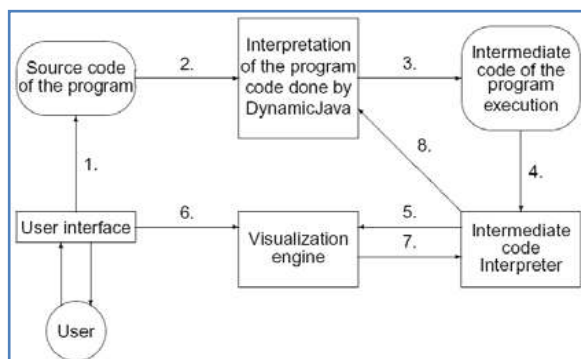 Source code
of the program
2.
Interpretation
of the program
code done by
DynamicJava
3.
Intermediate
code of the
program
execution
1.
8.
4.
User interface
6.
Visualization
engine
5.
7.
Intermediate
code
Interpreter
User